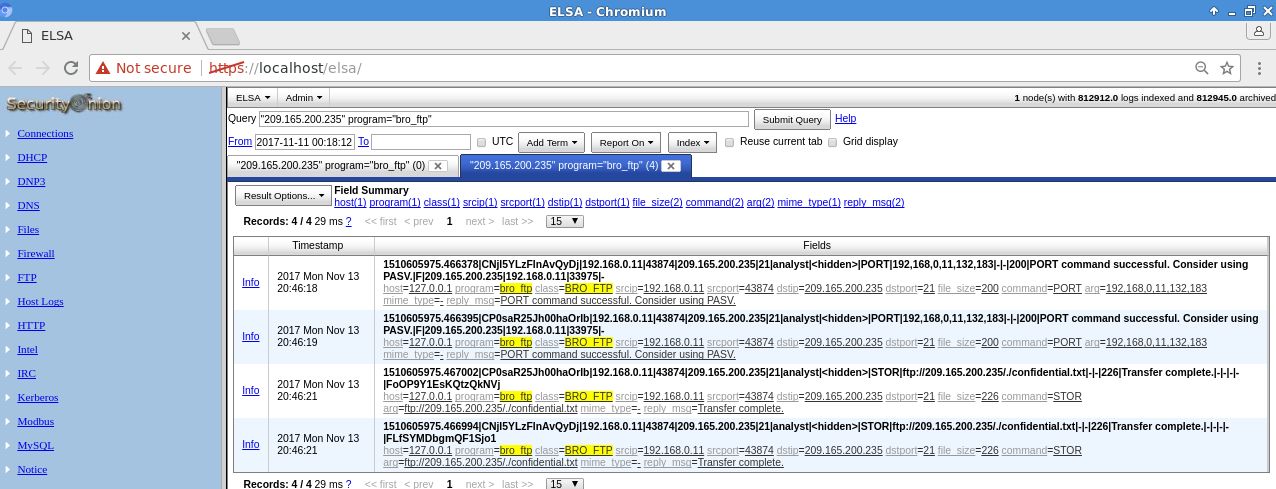 ELSA - Chromium
ELSA
Not secure | https://localhost/elsa/
SecurityOnion
Connections
DHCP
DNP3
DNS
Files
Firewall
FTP
Host Logs
HTTP
Intel
IRC
Kerberos
Modbus
MySQL
Notice
ELSA Admin 1 node(s) with 812912.0 logs indexed and 812945.0 archived
Query "209.165.200.235" program="bro_ftp" Submit Query Help
From 2017-11-11 00:18:12 To UTC Add Term Report On Index Reuse current tab Grid display
"209.165.200.235" program="bro_ftp" (0) "209.165.200.235" program="bro_ftp" (4)
Result Options... Field Summary
host(1) program(1) class(1) srcip(1) srcport(1) dstip(1) dstport(1) file_size(2) command(2) arg(2) mime_type(1) reply_msg(2)
Records: 4 / 4 29 ms ? << first < prev 1 next > last >> 15
Timestamp Fields
Info
2017 Mon Nov 13
20:46:18
1510605975.466378|CNjI5YLzFInAvQyDj|192.168.0.11|43874|209.165.200.235|21|analyst|<hidden>|PORT|192,168,0,11,132,183|-|-|200|PORT command successful. Consider using
PASV.|F|209.165.200.235|192.168.0.11|33975|-
host=127.0.0.1 program=bro_ftp class=BRO_FTP srcip=192.168.0.11 srcport=43874 dstip=209.165.200.235 dstport=21 file_size=200 command=PORT arg=192,168,0,11,132,183
mime_type=- reply_msg=PORT command successful. Consider using PASV.
Info
2017 Mon Nov 13
20:46:19
1510605975.466395|CP0saR25Jh00haOrIb|192.168.0.11|43874|209.165.200.235|21|analyst|<hidden>|PORT|192,168,0,11,132,183|-|-|200|PORT command successful. Consider using
PASV.|F|209.165.200.235|192.168.0.11|33975|-
host=127.0.0.1 program=bro_ftp class=BRO_FTP srcip=192.168.0.11 srcport=43874 dstip=209.165.200.235 dstport=21 file_size=200 command=PORT arg=192,168,0,11,132,183
mime_type=- reply_msg=PORT command successful. Consider using PASV.
Info
2017 Mon Nov 13
20:46:21
1510605975.467002|CP0saR25Jh00haOrIb|192.168.0.11|43874|209.165.200.235|21|analyst|<hidden>|STOR|ftp://209.165.200.235/./confidential.txt|-|-|226|Transfer complete.|-|-|-|-
|FoOP9Y1EsKQtzQkNVj
host=127.0.0.1 program=bro_ftp class=BRO_FTP srcip=192.168.0.11 srcport=43874 dstip=209.165.200.235 dstport=21 file_size=226 command=STOR
arg=ftp://209.165.200.235/./confidential.txt mime_type=- reply_msg=Transfer complete.
Info
2017 Mon Nov 13
20:46:21
1510605975.466994|CNjI5YLzFInAvQyDj|192.168.0.11|43874|209.165.200.235|21|analyst|<hidden>|STOR|ftp://209.165.200.235/./confidential.txt|-|-|226|Transfer complete.|-|-|-|-
|FLfSYMDbgmQF1Sjo1
host=127.0.0.1 program=bro_ftp class=BRO_FTP srcip=192.168.0.11 srcport=43874 dstip=209.165.200.235 dstport=21 file_size=226 command=STOR
arg=ftp://209.165.200.235/./confidential.txt mime_type=- reply_msg=Transfer complete.
Records: 4 / 4 29 ms ? << first < prev 1 next > last >> 15